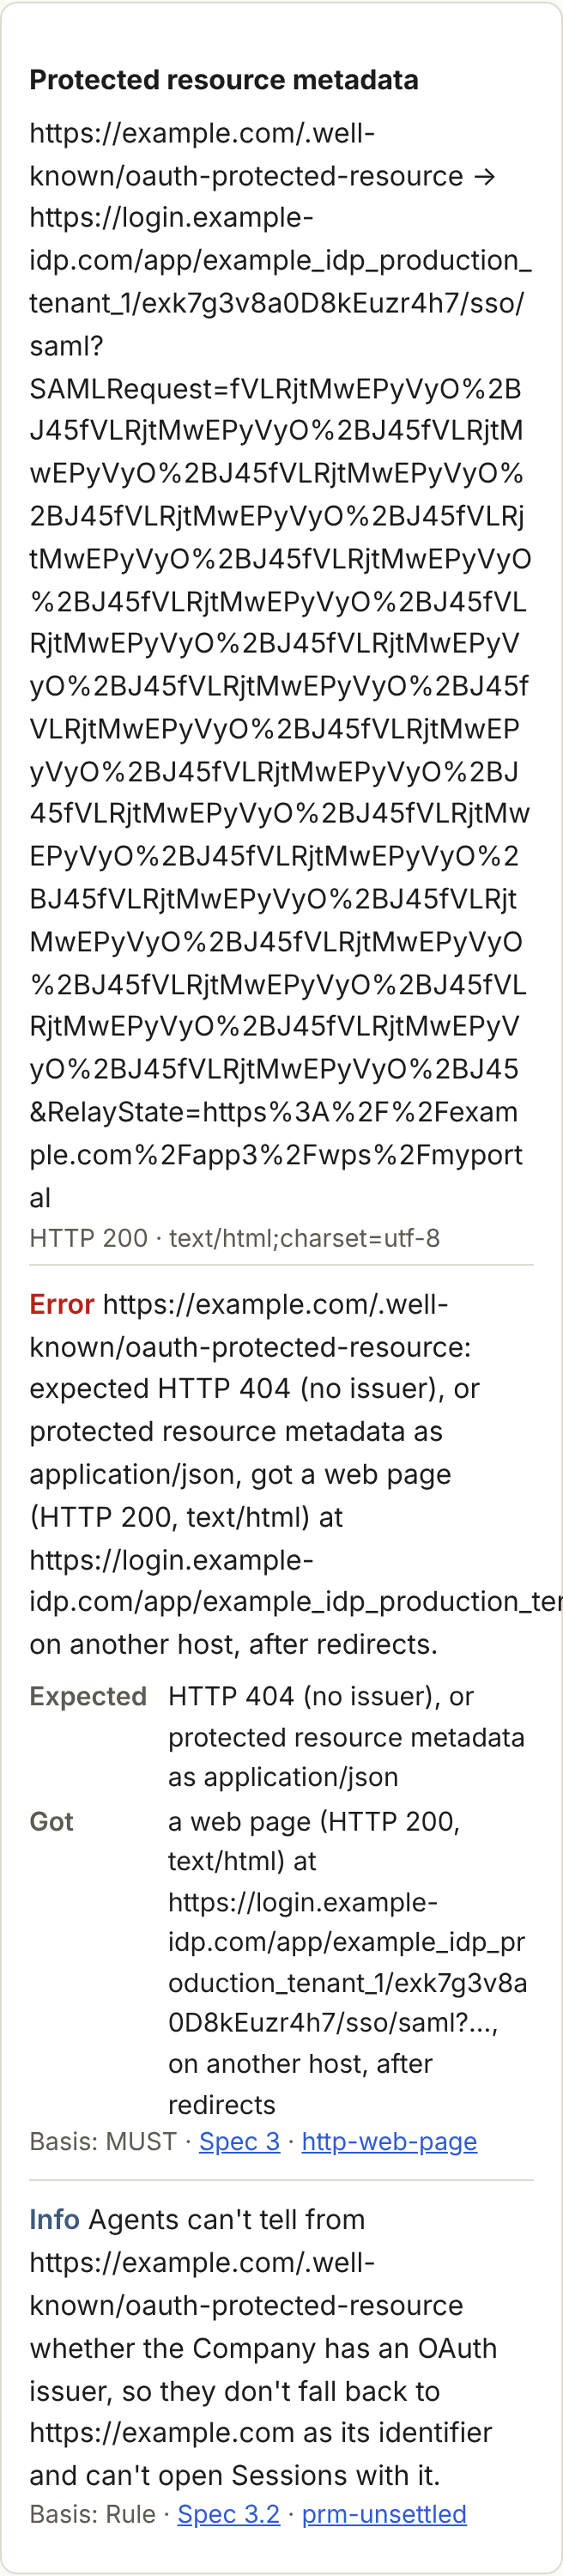 Protected resource metadata
https://example.com/.well-
known/oauth-protected-resource →
https://login.example-
idp.com/app/example_idp_production_
tenant_1/exk7g3v8a0D8kEuzr4h7/sso/
saml?
SAMLRequest=fVLRjtMwEPyVyO%2B
J45fVLRjtMwEPyVyO%2BJ45fVLRjtM
wEPyVyO%2BJ45fVLRjtMwEPyVyO%
2BJ45fVLRjtMwEPyVyO%2BJ45fVLRj
tMwEPyVyO%2BJ45fVLRjtMwEPyVyO
%2BJ45fVLRjtMwEPyVyO%2BJ45fVL
RjtMwEPyVyO%2BJ45fVLRjtMwEPyV
yO%2BJ45fVLRjtMwEPyVyO%2BJ45f
VLRjtMwEPyVyO%2BJ45fVLRjtMwEP
yVyO%2BJ45fVLRjtMwEPyVyO%2BJ
45fVLRjtMwEPyVyO%2BJ45fVLRjtMw
EPyVyO%2BJ45fVLRjtMwEPyVyO%2
BJ45fVLRjtMwEPyVyO%2BJ45fVLRjt
MwEPyVyO%2BJ45fVLRjtMwEPyVyO
%2BJ45fVLRjtMwEPyVyO%2BJ45fVL
RjtMwEPyVyO%2BJ45fVLRjtMwEPyV
yO%2BJ45fVLRjtMwEPyVyO%2BJ45
&RelayState=https%3A%2F%2Fexam
ple.com%2Fapp3%2Fwps%2Fmyport
al
HTTP 200 · text/html;charset=utf-8
Error https://example.com/.well-
known/oauth-protected-resource:
expected HTTP 404 (no issuer), or
protected resource metadata as
application/json, got a web page
(HTTP 200, text/html) at
https://login.example-
idp.com/app/example_idp_production_ter
on another host, after redirects.
Expected HTTP 404 (no issuer), or
protected resource metadata
as application/json
Got a web page (HTTP 200,
text/html) at
https://login.example-
idp.com/app/example_idp_pr
oduction_tenant_1/exk7g3v8a
0D8kEuzr4h7/sso/saml?...,
on another host, after
redirects
Basis: MUST · Spec 3 · http-web-page
Info Agents can't tell from
https://example.com/.well-
known/oauth-protected-resource
whether the Company has an OAuth
issuer, so they don't fall back to
https://example.com as its identifier
and can't open Sessions with it.
Basis: Rule · Spec 3.2 · prm-unsettled